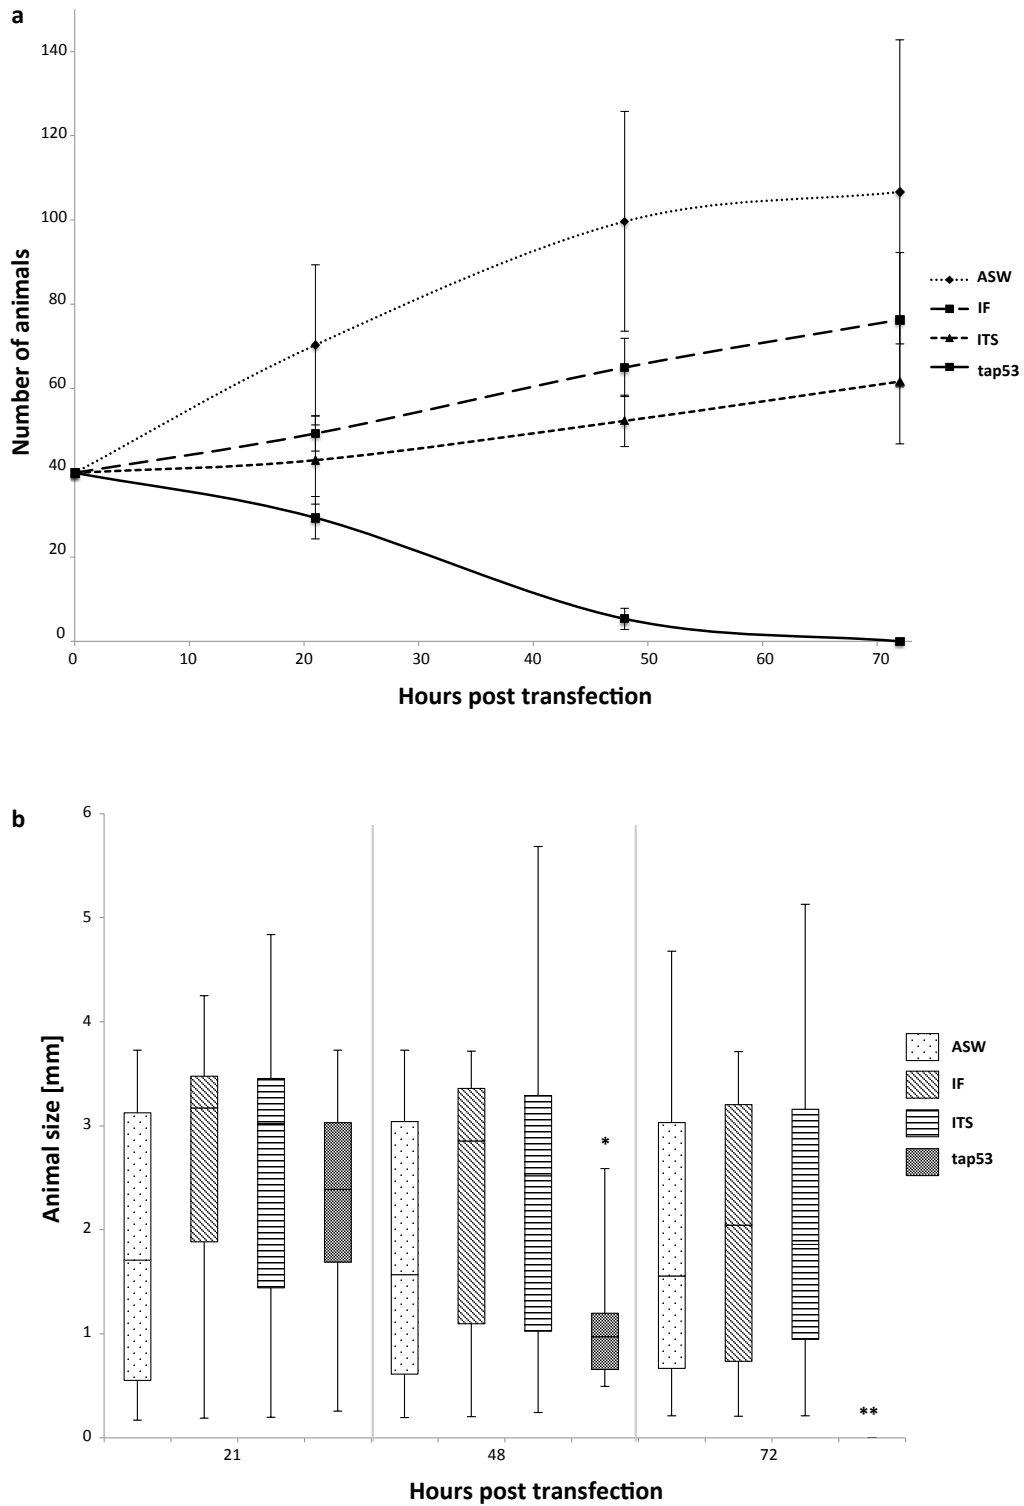 a
140
120
100
80
60
40
20
0
Number of animals
0 10 20 30 40 50 60 70
Hours post transfection
ASW
IF
ITS
tap53
b
6
5
4
3
2
1
0
Animal size [mm]
*
**
21 48 72
Hours post transfection
ASW
IF
ITS
tap53